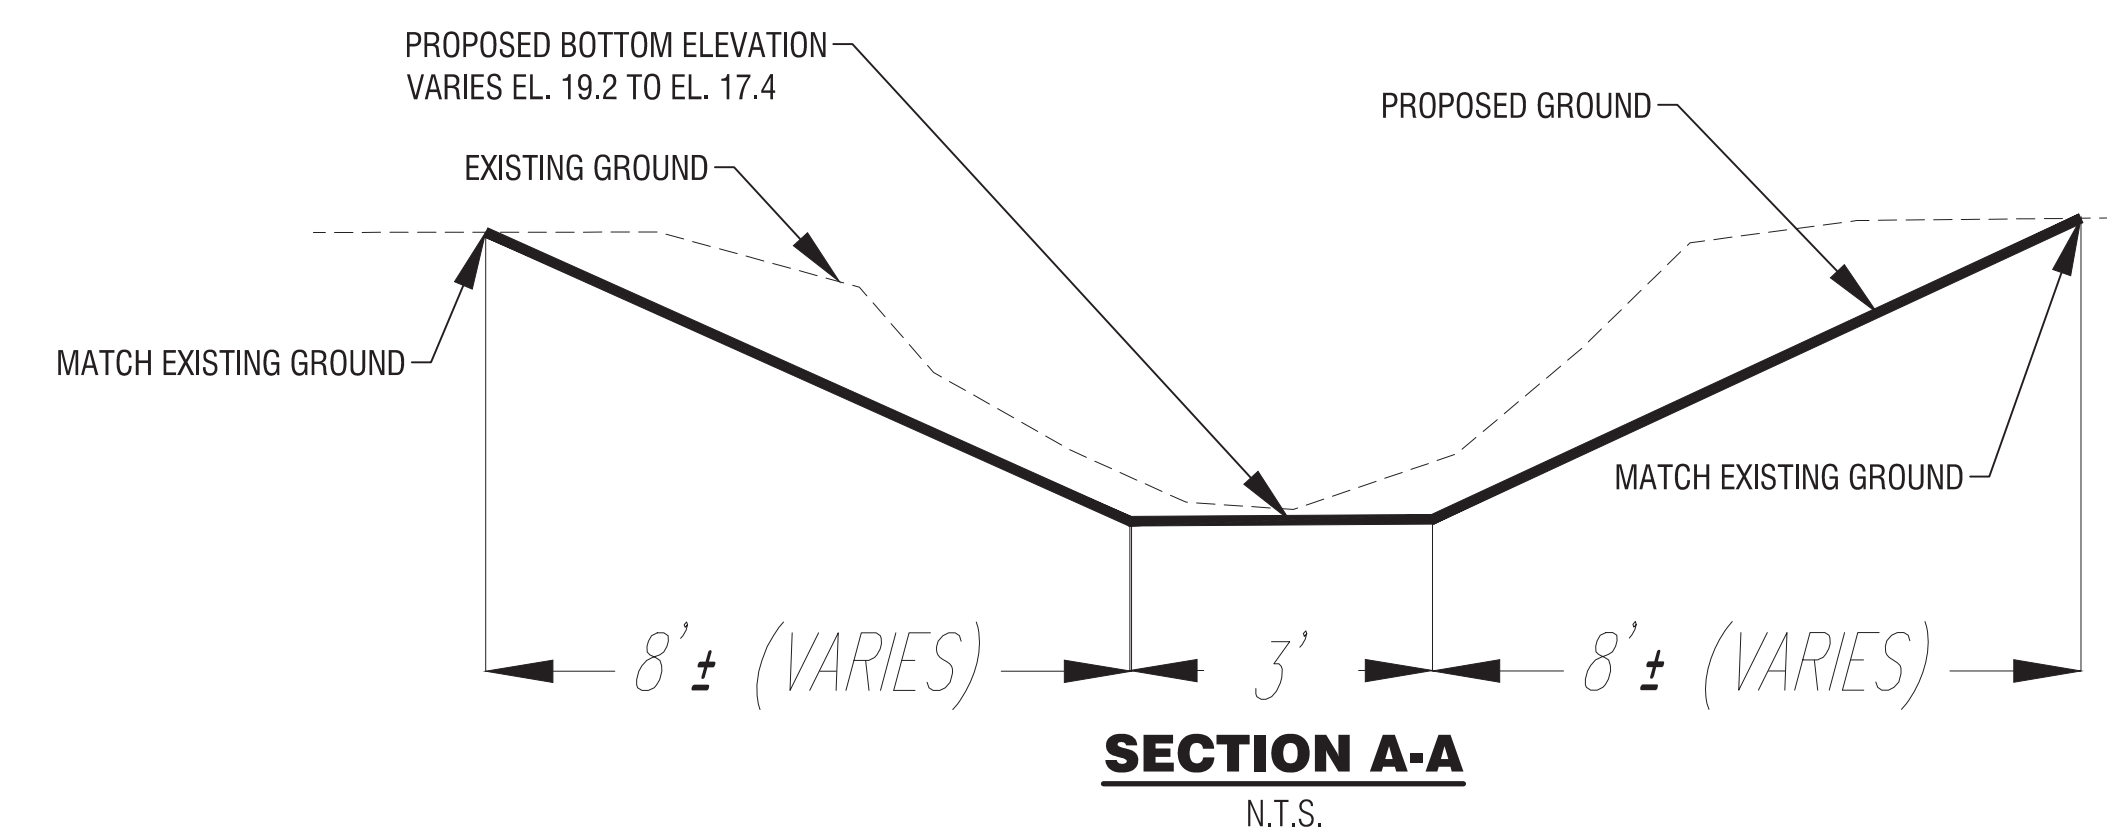 PROPOSED BOTTOM ELEVATION
VARIES EL. 19.2 TO EL. 17.4
PROPOSED GROUND
EXISTING GROUND
MATCH EXISTING GROUND
MATCH EXISTING GROUND
8'± (VARIES)
3'
8'± (VARIES)
SECTION A-A
N.T.S.